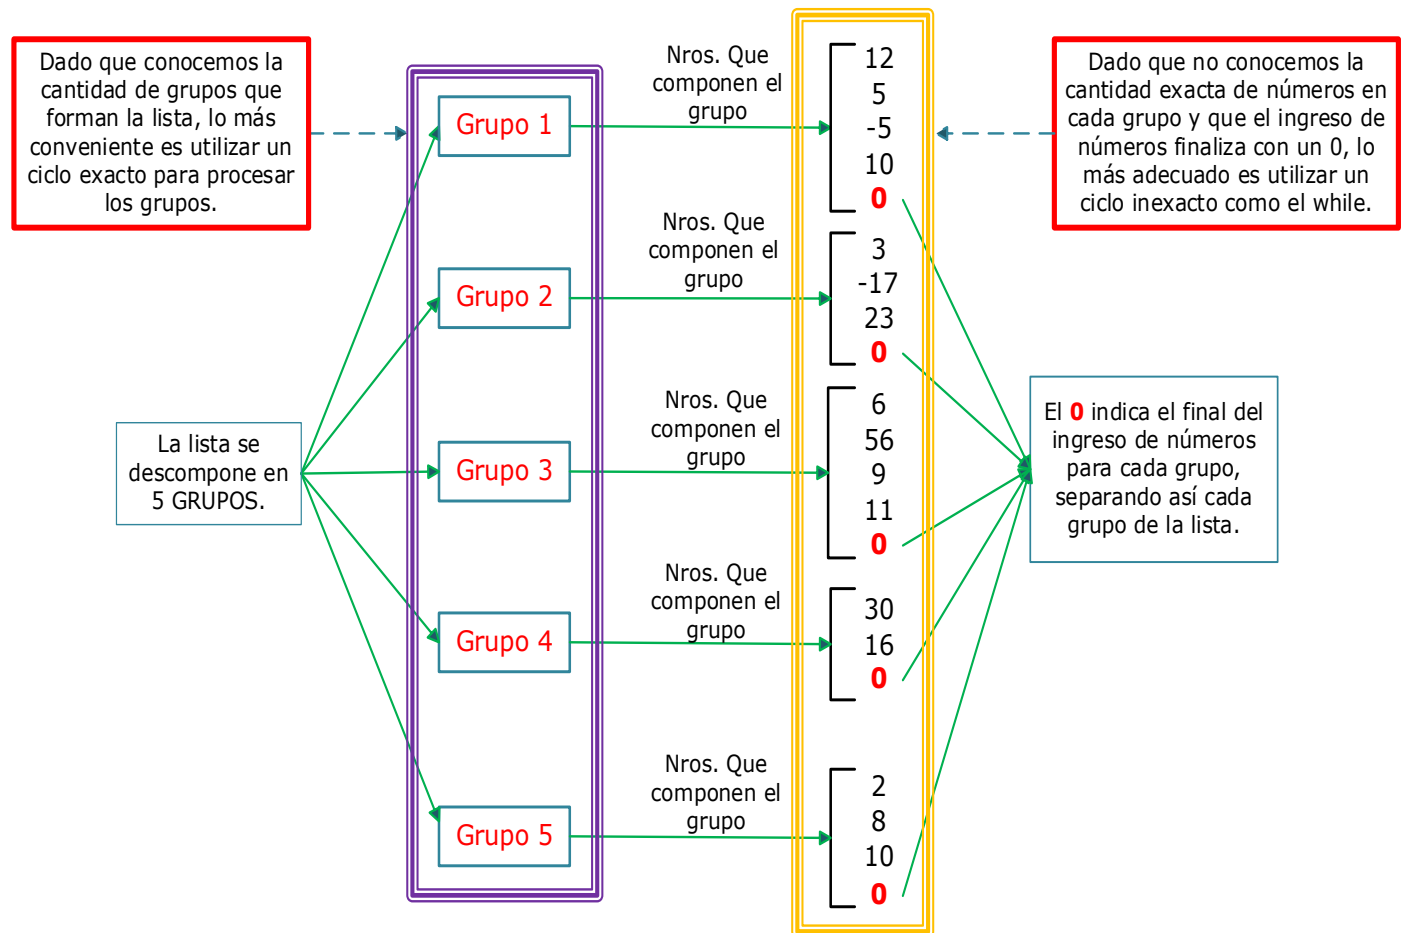 Dado que conocemos la
cantidad de grupos que
forman la lista, lo más
conveniente es utilizar un
ciclo exacto para procesar
los grupos.
La lista se
descompone en
5 GRUPOS.
Grupo 1
Grupo 2
Grupo 3
Grupo 4
Grupo 5
Nros. Que
componen el
grupo
12
5
-5
10
0
Nros. Que
componen el
grupo
3
-17
23
0
Nros. Que
componen el
grupo
6
56
9
11
0
Nros. Que
componen el
grupo
30
16
0
Nros. Que
componen el
grupo
2
8
10
0
Dado que no conocemos la
cantidad exacta de números en
cada grupo y que el ingreso de
números finaliza con un 0, lo
más adecuado es utilizar un
ciclo inexacto como el while.
El 0 indica el final del
ingreso de números
para cada grupo,
separando así cada
grupo de la lista.